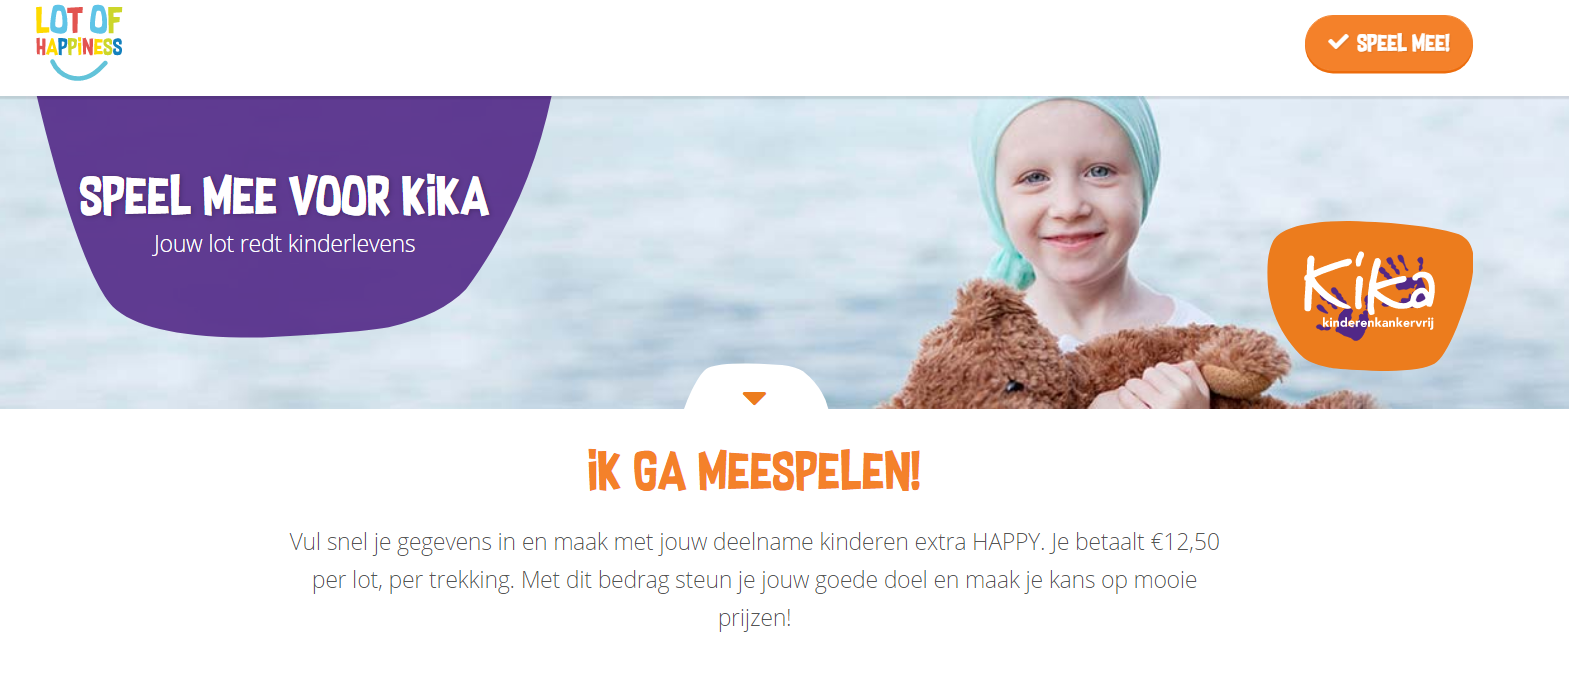 LOT OF
HAPPiNESS
SPEEL MEE!
SPEEL MEE VOOR KiKA
Jouw lot redt kinderlevens
Kika
kinderenkankervrij
iK GA MEESPELEN!
Vul snel je gegevens in en maak met jouw deelname kinderen extra HAPPY. Je betaalt €12,50
per lot, per trekking. Met dit bedrag steun je jouw goede doel en maak je kans op mooie
prijzen!